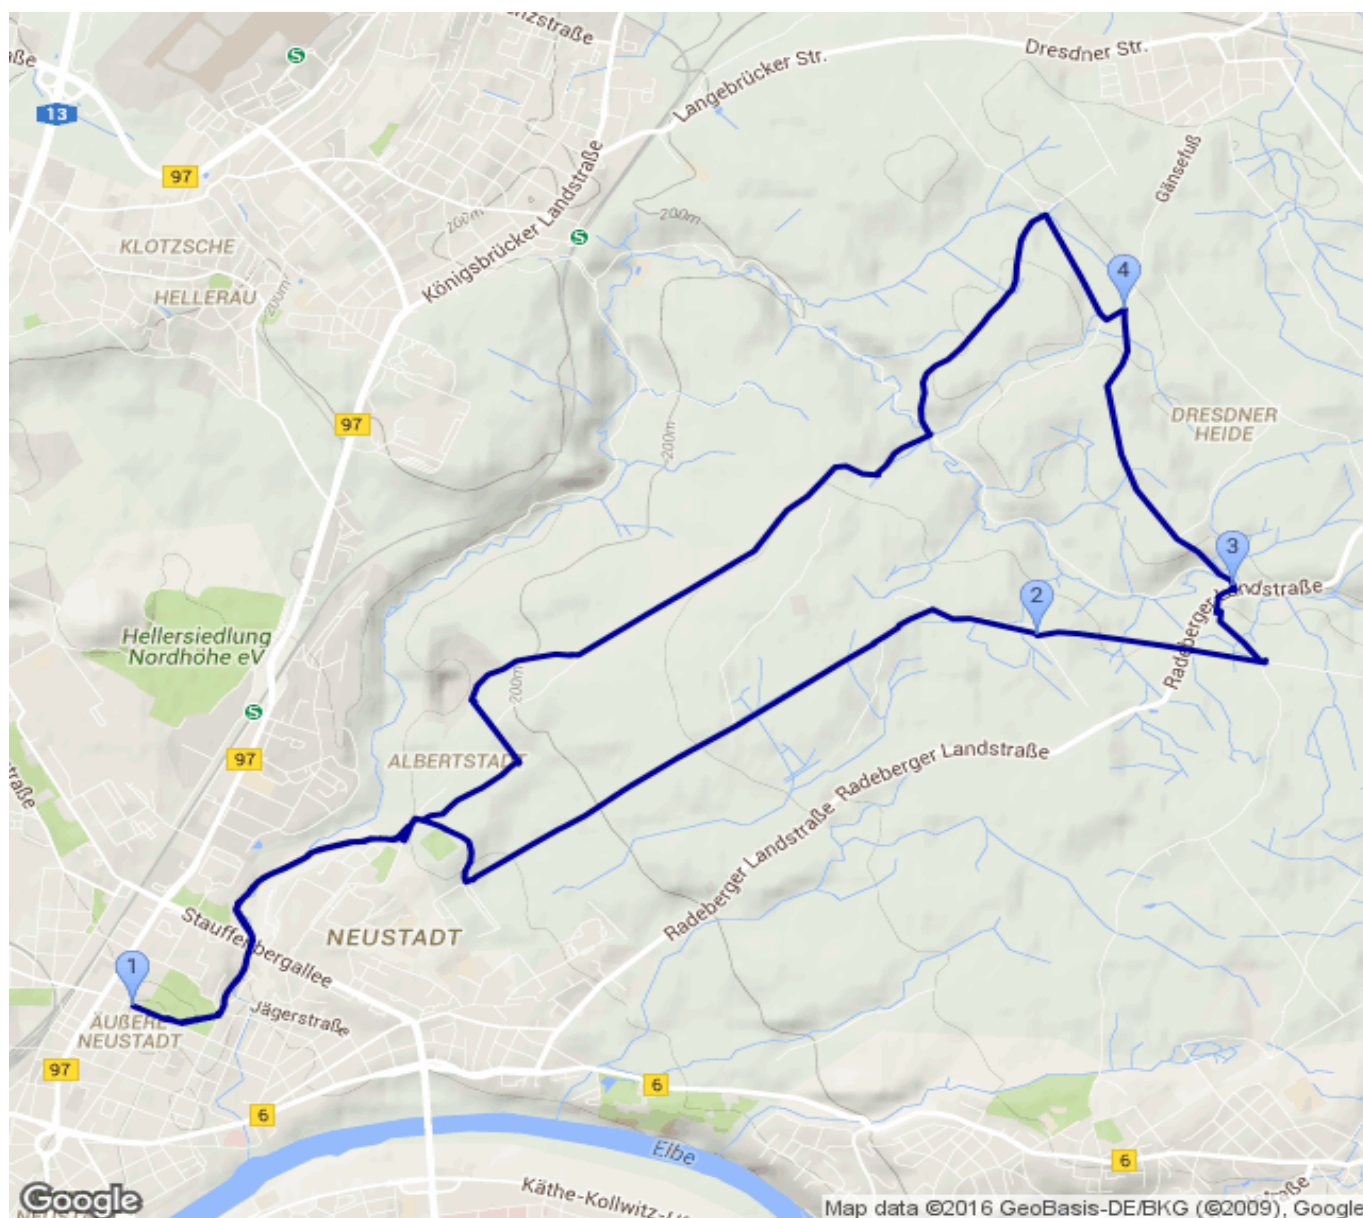 Dresdner Str.
Langebrücker Str.
13
97
Gänsefuß
4
200m
200m
KLOTZSCHE
Königsbrücker Landstraße
HELLERAU
200m
97
200m
DRESDNER
HEIDE
3
Radeberger Landstraße
2
Hellersiedlung
Nordhöhe eV
Radeberger
200m
97
ALBERTSTADT
Radeberger Landstraße
Radeberger Landstraße
Stauffenbergallee
NEUSTADT
1
Jägerstraße
ÄUßERE
NEUSTADT
97
6
6
6
Elbe
Google
Käthe-Kollwitz-U
Map data ©2016 GeoBasis-DE/BKG (©2009), Google